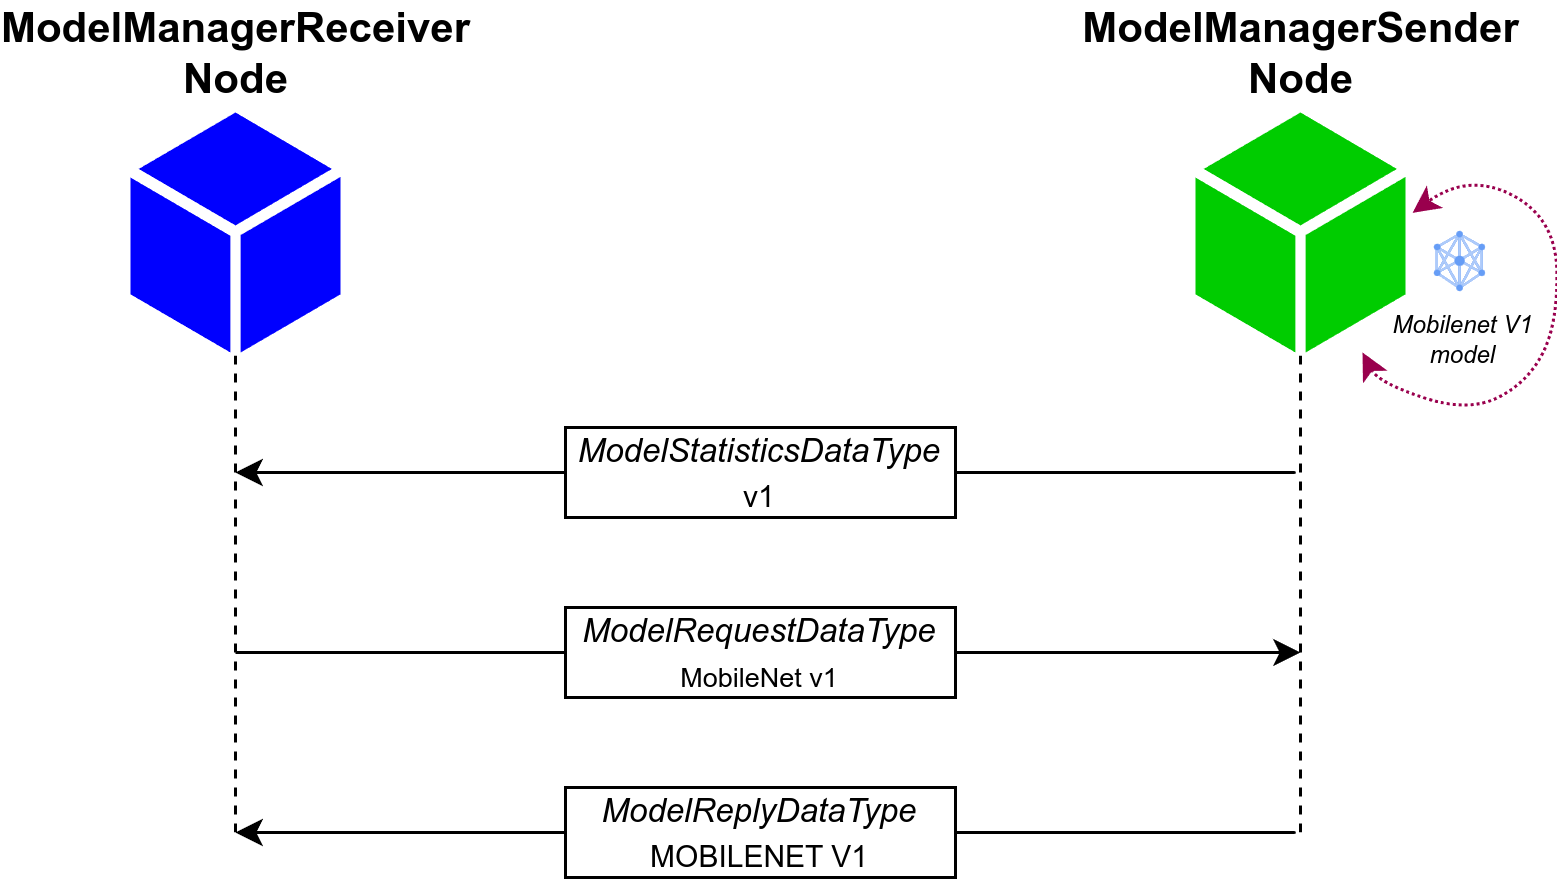 ModelManagerReceiver
Node
ModelManagerSender
Node
Mobilenet V1
model
ModelStatisticsDataType
v1
ModelRequestDataType
MobileNet v1
ModelReplyDataType
MOBILENET V1